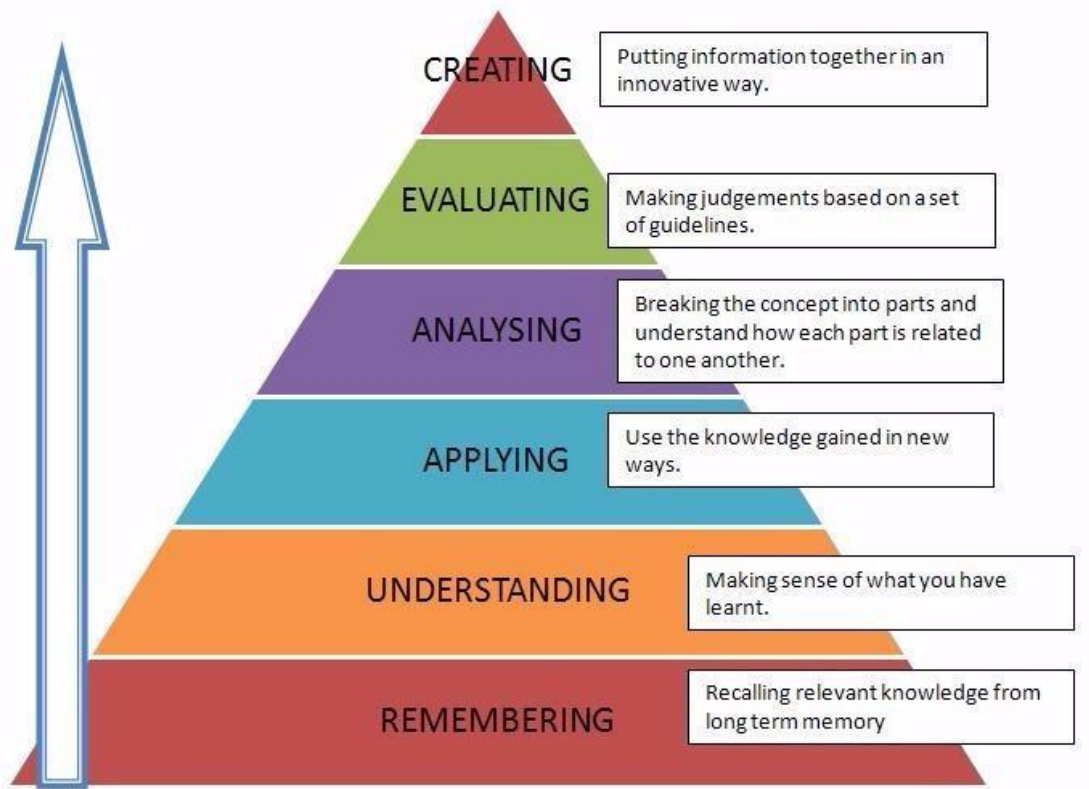 CREATING
Putting information together in an
innovative way.
EVALUATING
Making judgements based on a set
of guidelines.
ANALYSING
Breaking the concept into parts and
understand how each part is related
to one another.
APPLYING
Use the knowledge gained in new
ways.
UNDERSTANDING
Making sense of what you have
learnt.
REMEMBERING
Recalling relevant knowledge from
long term memory